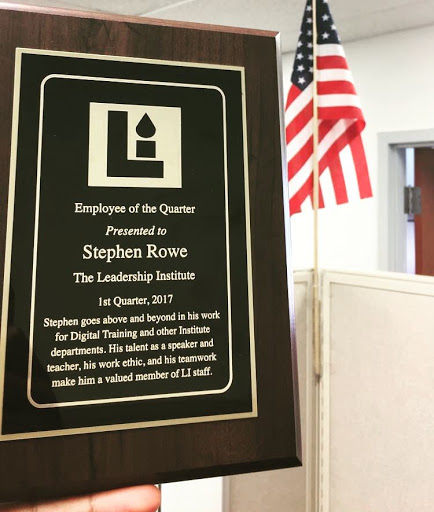 Li
Employee of the Quarter
Presented to
Stephen Rowe
The Leadership Institute
1st Quarter, 2017
Stephen goes above and beyond in his work
for Digital Training and other Institute
departments. His talent as a speaker and
teacher, his work ethic, and his teamwork
make him a valued member of LI staff.